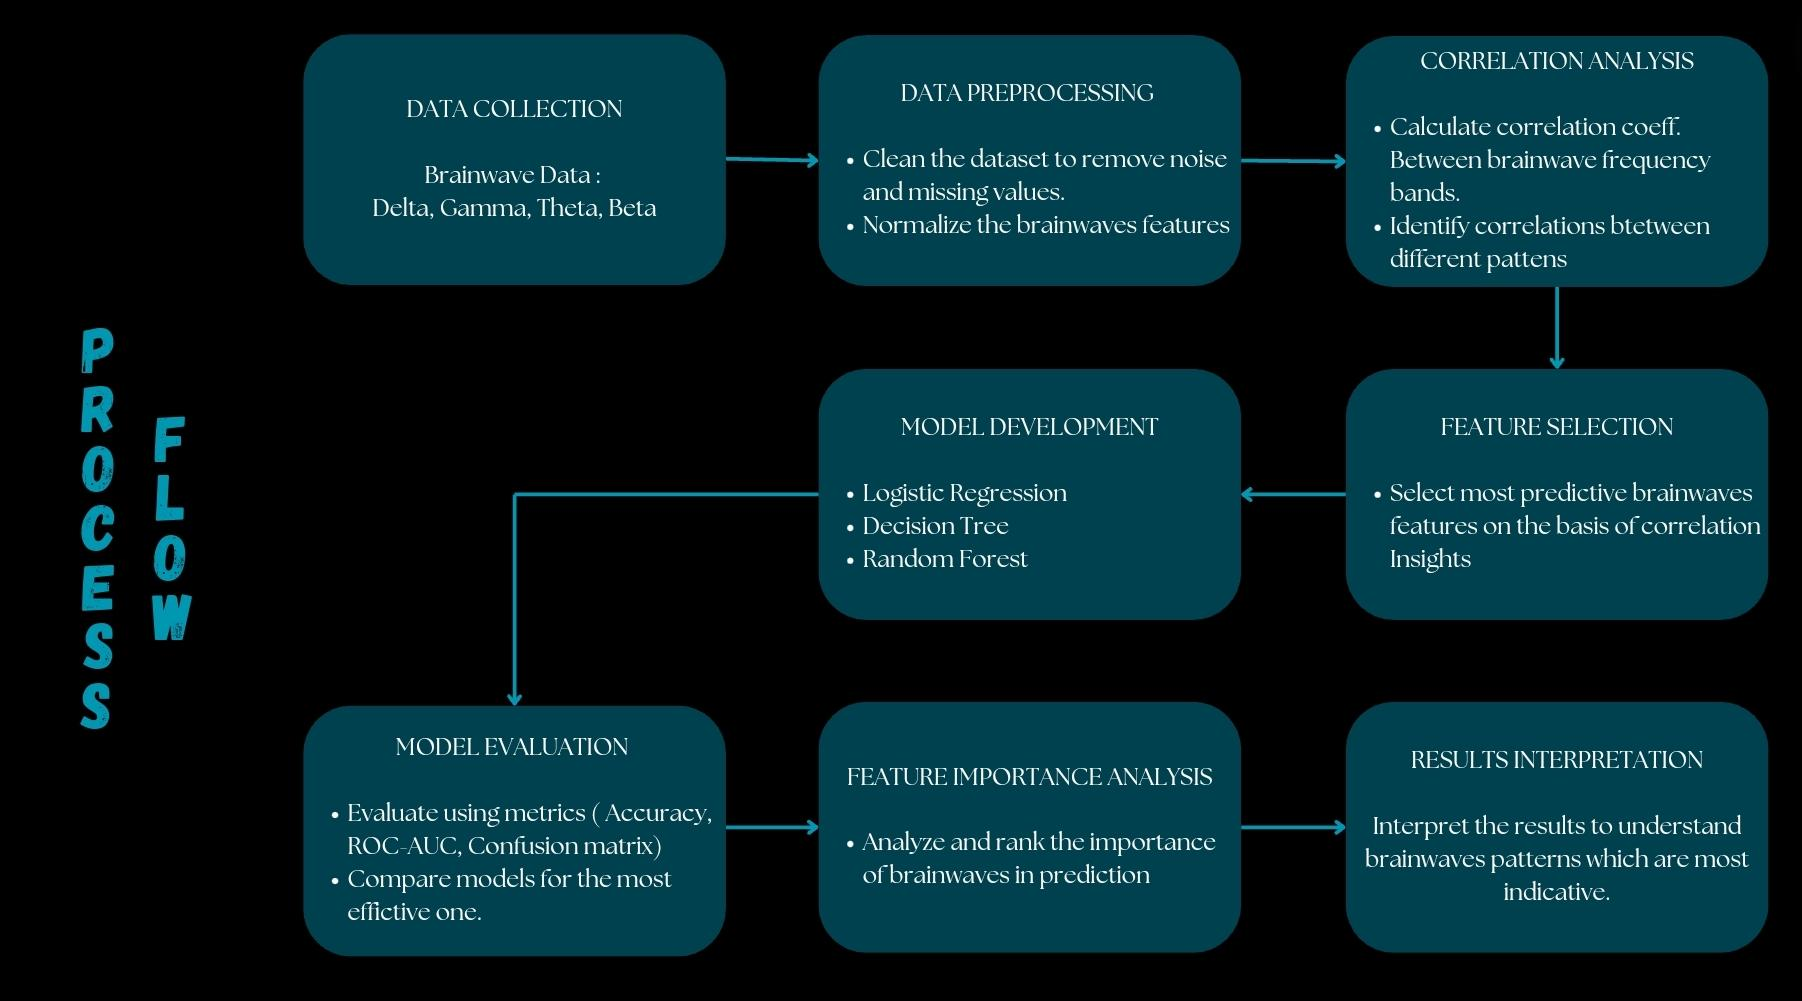 PROCESS
FLOW
DATA COLLECTION
Brainwave Data :
Delta, Gamma, Theta, Beta
DATA PREPROCESSING
• Clean the dataset to remove noise
and missing values.
• Normalize the brainwaves features
CORRELATION ANALYSIS
• Calculate correlation coeff.
Between brainwave frequency
bands.
• Identify correlations btetween
different pattens
FEATURE SELECTION
• Select most predictive brainwaves
features on the basis of correlation
Insights
MODEL DEVELOPMENT
• Logistic Regression
• Decision Tree
• Random Forest
MODEL EVALUATION
• Evaluate using metrics ( Accuracy,
ROC-AUC, Confusion matrix)
• Compare models for the most
effictive one.
FEATURE IMPORTANCE ANALYSIS
• Analyze and rank the importance
of brainwaves in prediction
RESULTS INTERPRETATION
Interpret the results to understand
brainwaves patterns which are most
indicative.